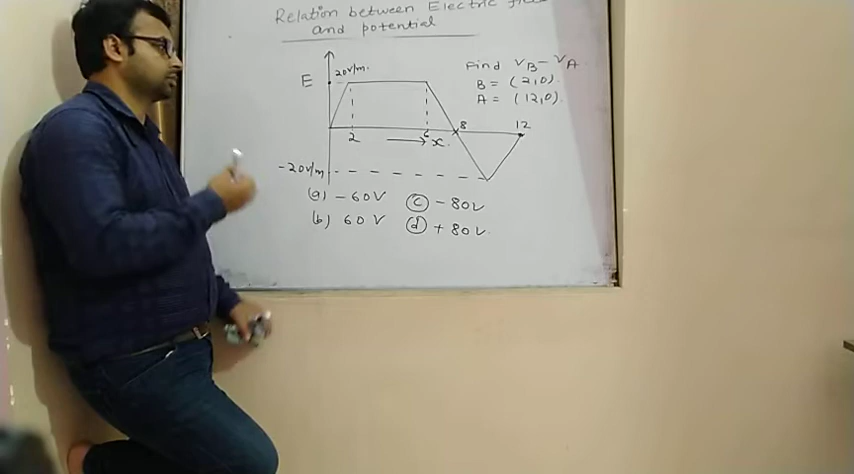 Relation between Electric
and potential
20V/m.
E
Find VB - VA
B = (2,0).
A = (12,0).
2
6
8
12
x.
-20V/m
(a) -60V
(c) -80V
(b) 60V
(d) +80V